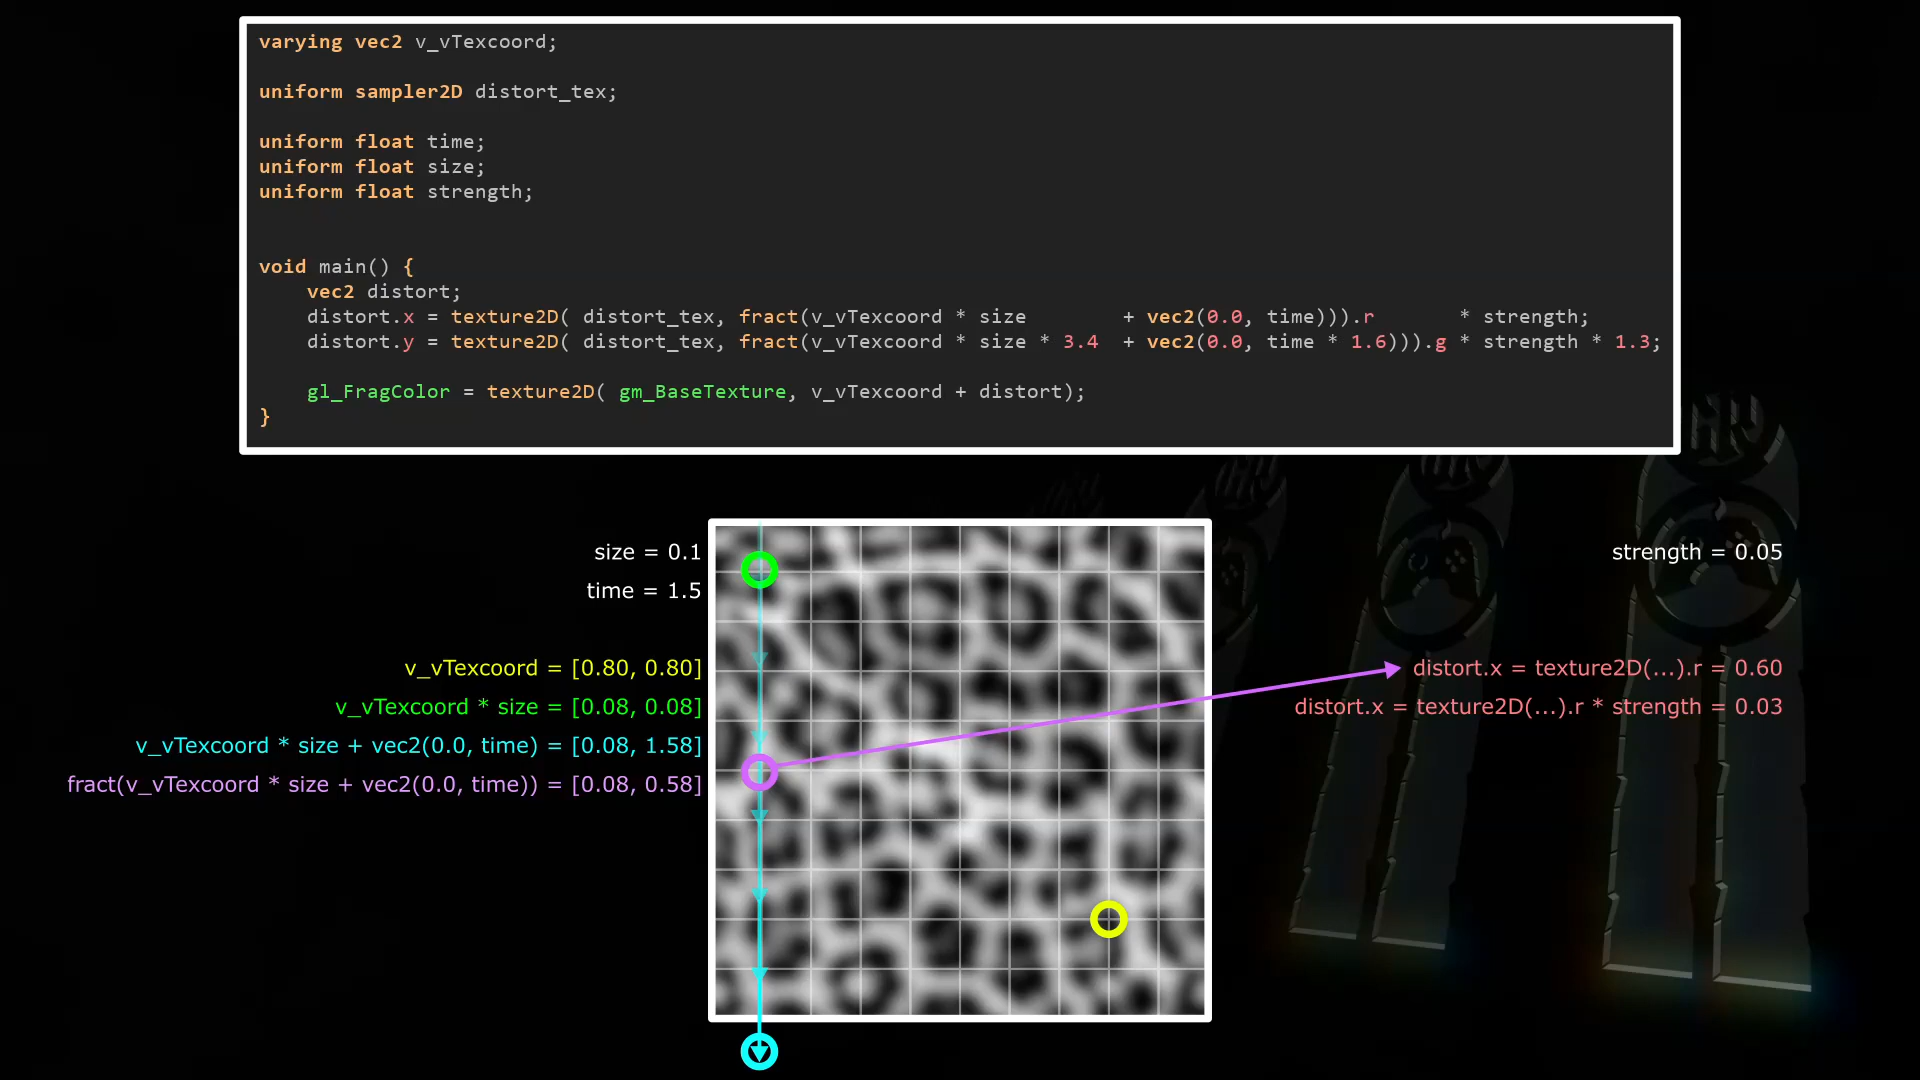 varying vec2 v_vTexcoord;
uniform sampler2D distort_tex;
uniform float time;
uniform float size;
uniform float strength;
void main() {
    vec2 distort;
    distort.x = texture2D( distort_tex, fract(v_vTexcoord * size        + vec2(0.0, time))).r       * strength;
    distort.y = texture2D( distort_tex, fract(v_vTexcoord * size * 3.4  + vec2(0.0, time * 1.6))).g * strength * 1.3;
    gl_FragColor = texture2D( gm_BaseTexture, v_vTexcoord + distort);
}
size = 0.1
time = 1.5
v_vTexcoord = [0.80, 0.80]
v_vTexcoord * size = [0.08, 0.08]
v_vTexcoord * size + vec2(0.0, time) = [0.08, 1.58]
fract(v_vTexcoord * size + vec2(0.0, time)) = [0.08, 0.58]
strength = 0.05
distort.x = texture2D(...).r = 0.60
distort.x = texture2D(...).r * strength = 0.03